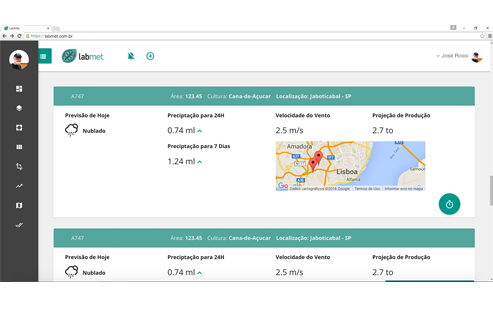 LabMet
https://labmet.com.br
labmet
José Rossi
A747 Área: 123.45 Cultura: Cana-de-Açucar Localização: Jaboticabal - SP
Previsão de Hoje Preciptação para 24H Velocidade do Vento Projeção de Produção
Nublado 0.74 ml 2.5 m/s 2.7 to
Preciptação para 7 Dias
1.24 ml
Amadora
Lisboa
Almada
Google Dados cartográficos ©2016 Google Termos de Uso Informar erro no mapa
A747 Área: 123.45 Cultura: Cana-de-Açucar Localização: Jaboticabal - SP
Previsão de Hoje Preciptação para 24H Velocidade do Vento Projeção de Produção
Nublado 0.74 ml 2.5 m/s 2.7 to